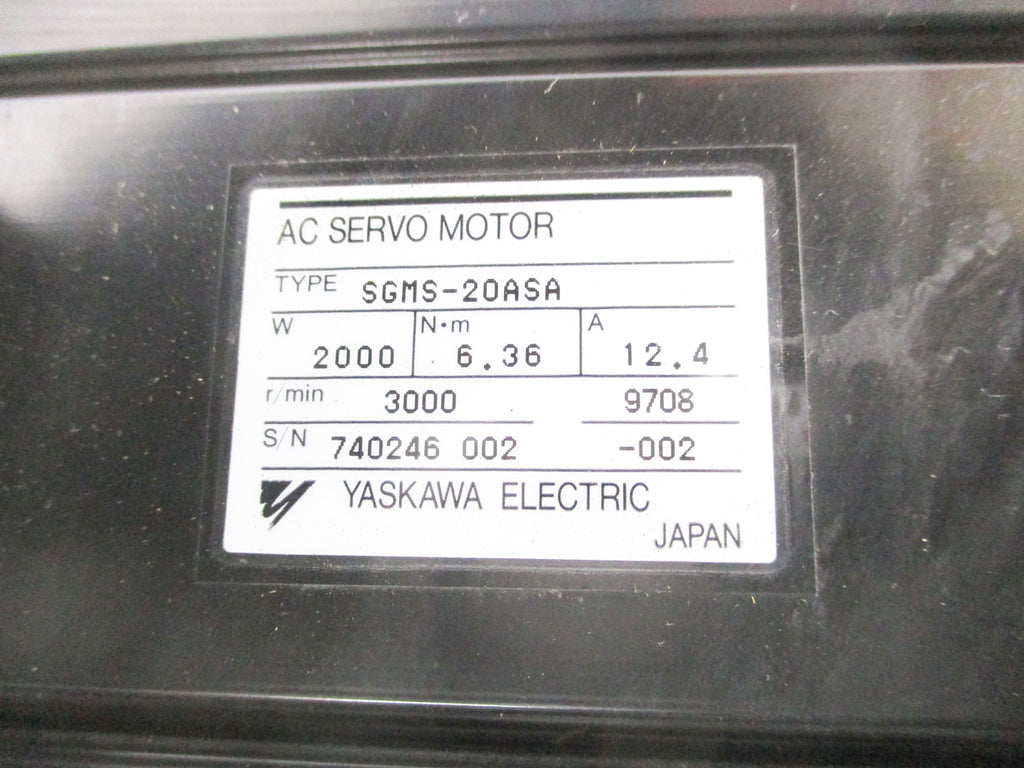 AC SERVO MOTOR
TYPE SGMS-20ASA
W 2000 N·m 6.36 A 12.4
r/min 3000 9708
S/N 740246 002 -002
YASKAWA ELECTRIC
JAPAN